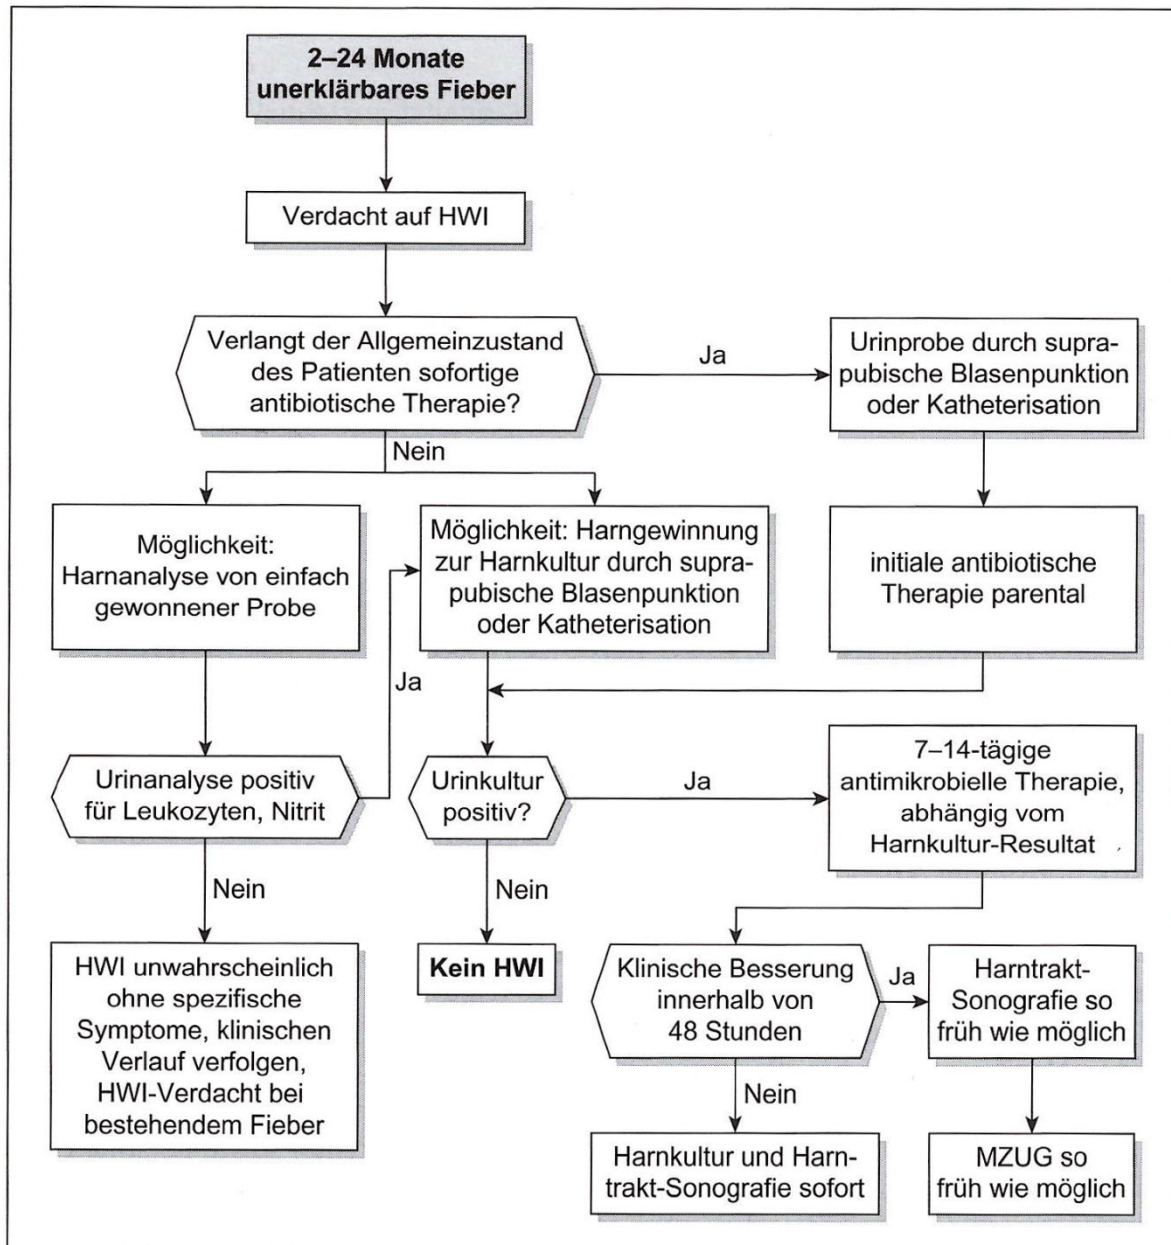 2–24 Monate
unerklärbares Fieber
Verdacht auf HWI
Verlangt der Allgemeinzustand
des Patienten sofortige
antibiotische Therapie?
Ja
Urinprobe durch supra-
pubische Blasenpunktion
oder Katheterisation
Nein
Möglichkeit:
Harnanalyse von einfach
gewonnener Probe
Möglichkeit: Harngewinnung
zur Harnkultur durch supra-
pubische Blasenpunktion
oder Katheterisation
initiale antibiotische
Therapie parental
Ja
Urinanalyse positiv
für Leukozyten, Nitrit
Urinkultur
positiv?
Ja
7–14-tägige
antimikrobielle Therapie,
abhängig vom
Harnkultur-Resultat
Nein
Nein
HWI unwahrscheinlich
ohne spezifische
Symptome, klinischen
Verlauf verfolgen,
HWI-Verdacht bei
bestehendem Fieber
Kein HWI
Klinische Besserung
innerhalb von
48 Stunden
Ja
Harntrakt-
Sonografie so
früh wie möglich
Nein
Harnkultur und Harn-
trakt-Sonografie sofort
MZUG so
früh wie möglich